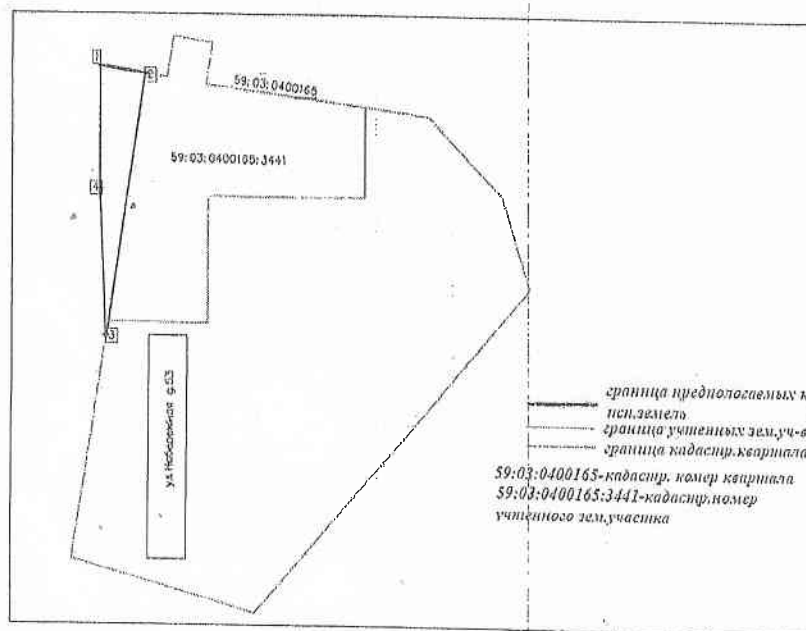 1
2
59:03:0400165
59:03:0400165:3441
4
3
ул Набережная д.53
граница предпологаемых к
исп.земель
граница учтенных зем.уч-в
граница кадастр.квартала
59:03:0400165-кадастр. номер квартала
59:03:0400165:3441-кадастр.номер
учтенного зем.участка